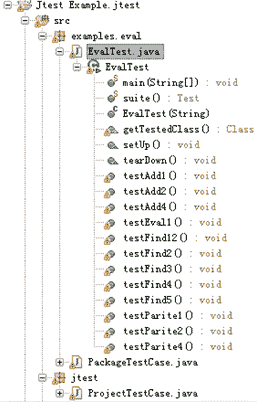 Jtest Example.jtest
src
examples.eval
EvalTest.java
EvalTest
main(String[]) : void
suite() : Test
EvalTest(String)
getTestedClass() : Class
setUp() : void
tearDown() : void
testAdd1() : void
testAdd2() : void
testAdd4() : void
testEval1() : void
testFind12() : void
testFind2() : void
testFind3() : void
testFind4() : void
testFind5() : void
testParite1() : void
testParite2() : void
testParite4() : void
PackageTestCase.java
jtest
ProjectTestCase.java